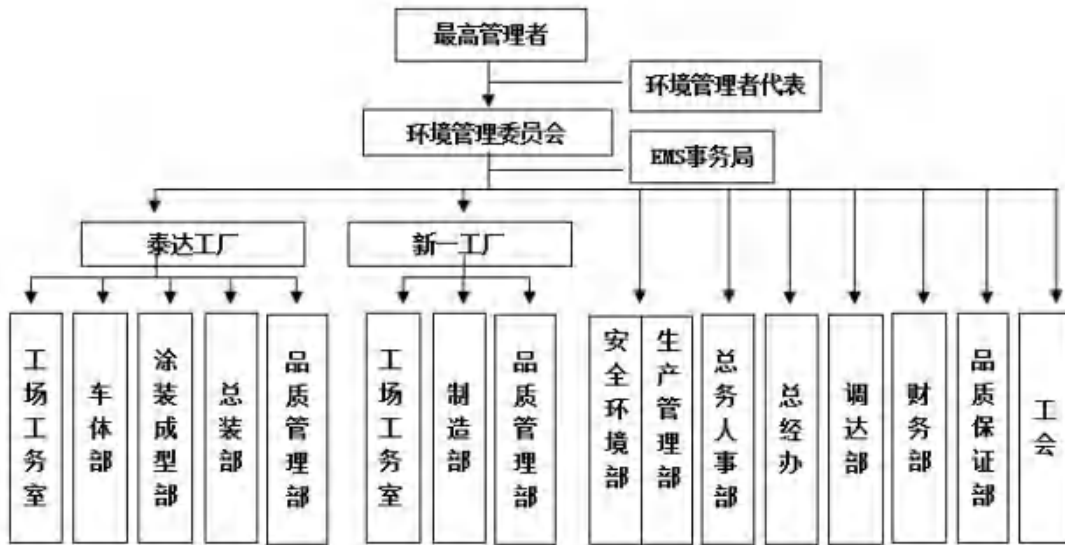 最高管理者
环境管理者代表
环境管理委员会
EMS事务局
泰达工厂
新一工厂
工场工务室
车体部
涂装成型部
总装部
品质管理部
工场工务室
制造部
品质管理部
安全环境部
生产管理部
总务人事部
总经办
调达部
财务部
品质保证部
工会